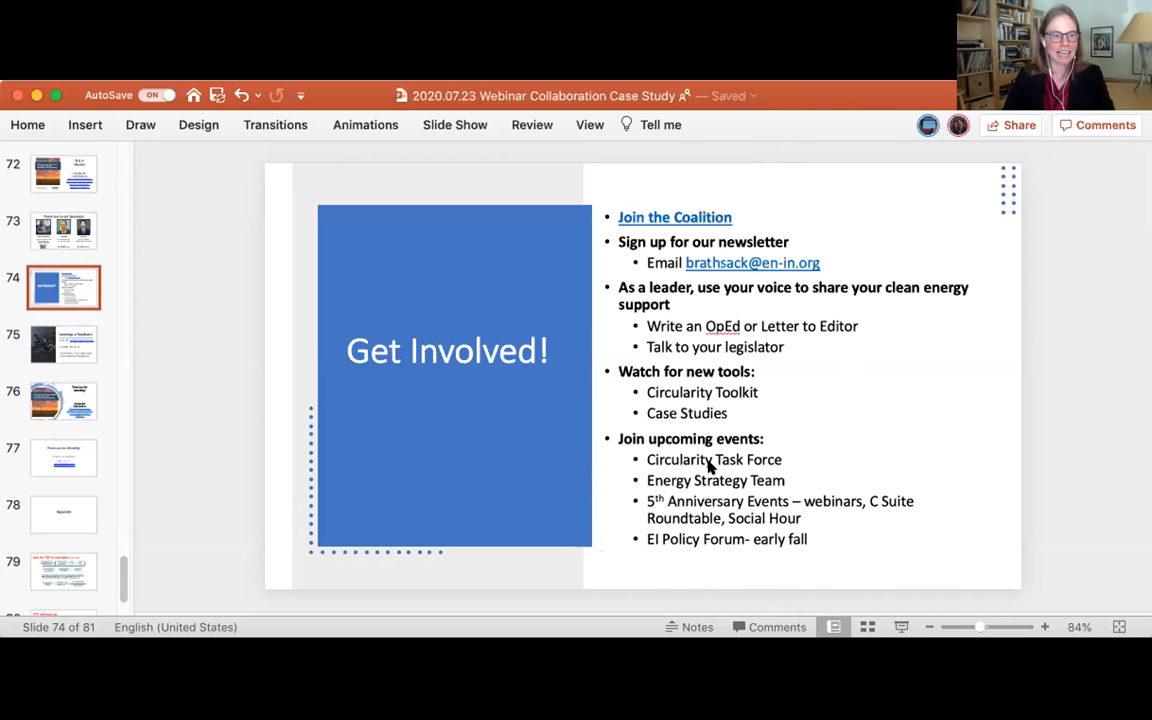 AutoSave ON
2020.07.23 Webinar Collaboration Case Study — Saved
Home Insert Draw Design Transitions Animations Slide Show Review View Tell me Share Comments
72
73
74
75
76
77
78
79
Get Involved!
• Join the Coalition
• Sign up for our newsletter
• Email brathsack@en-in.org
• As a leader, use your voice to share your clean energy
support
• Write an OpEd or Letter to Editor
• Talk to your legislator
• Watch for new tools:
• Circularity Toolkit
• Case Studies
• Join upcoming events:
• Circularity Task Force
• Energy Strategy Team
• 5th Anniversary Events – webinars, C Suite
Roundtable, Social Hour
• EI Policy Forum- early fall
Slide 74 of 81 English (United States) Notes Comments 84%